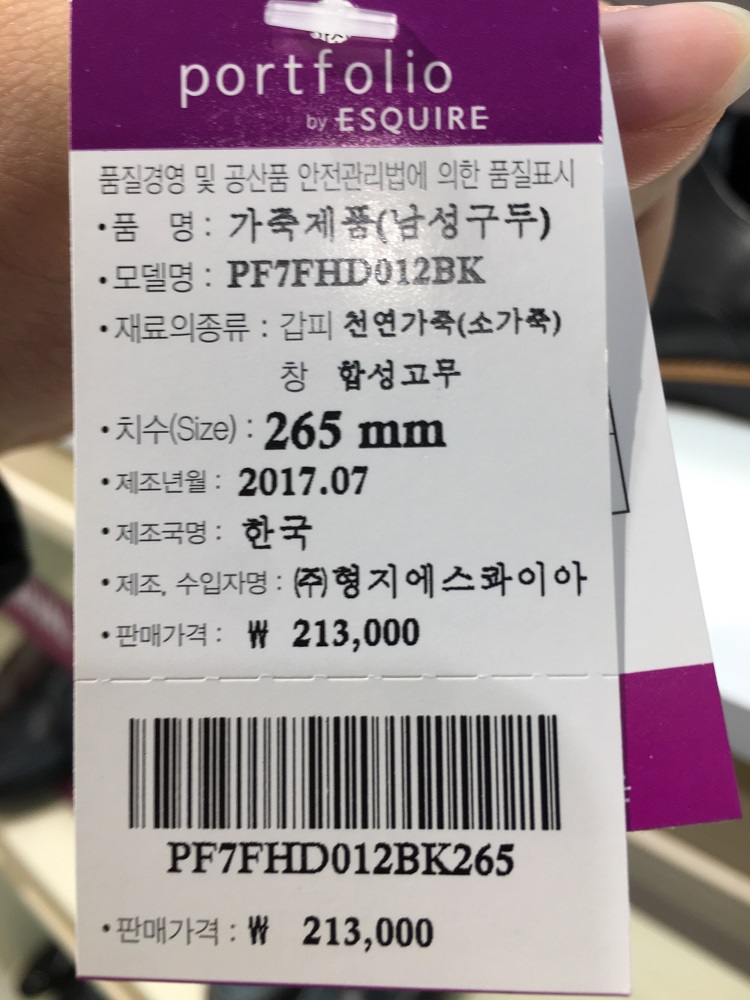 portfolio
by ESQUIRE
품질경영 및 공산품 안전관리법에 의한 품질표시
•품 명 : 가죽제품(남성구두)
•모델명 : PF7FHD012BK
•재료의종류 : 갑피 천연가죽(소가죽)
창 합성고무
•치수(Size) : 265 mm
•제조년월 : 2017.07
•제조국명 : 한국
•제조, 수입자명 : ㈜형지에스콰이아
•판매가격 : ₩ 213,000
PF7FHD012BK265
•판매가격 : ₩ 213,000